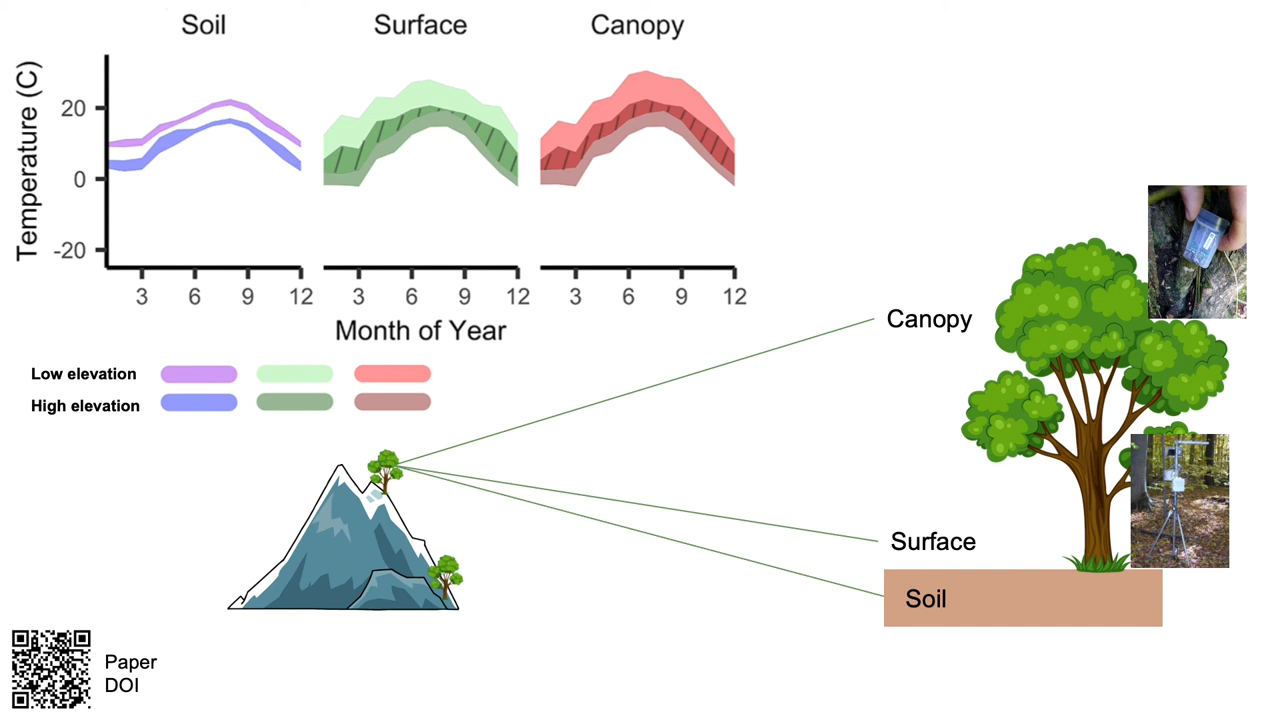 Soil Surface Canopy
Temperature (C)
20
0
-20
3 6 9 12 3 6 9 12 3 6 9 12
Month of Year
Low elevation
High elevation
Canopy
Surface
Soil
Paper
DOI